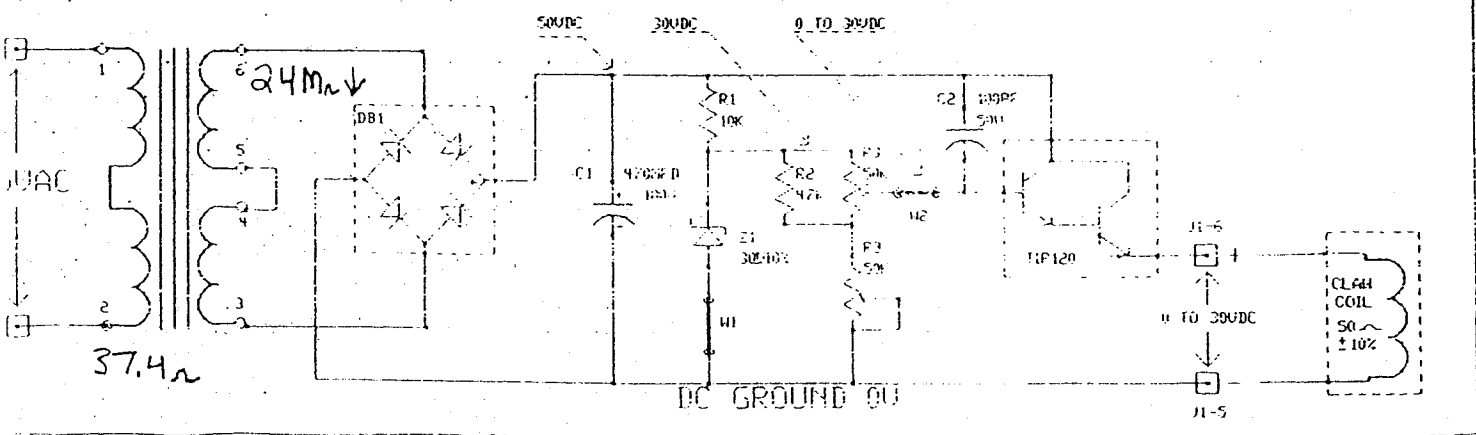 50VDC
30VDC
0 TO 30VDC
1
6
24MΩ↓
DB1
R1
10K
C2
50V
5
C1
R2
47K
50K
4
W2
Z1
R3
TIP120
J1-6
+
CLAW
COIL
50
±10%
2
3
W1
0 TO 30VDC
37.4Ω
DC GROUND 0V
J1-5